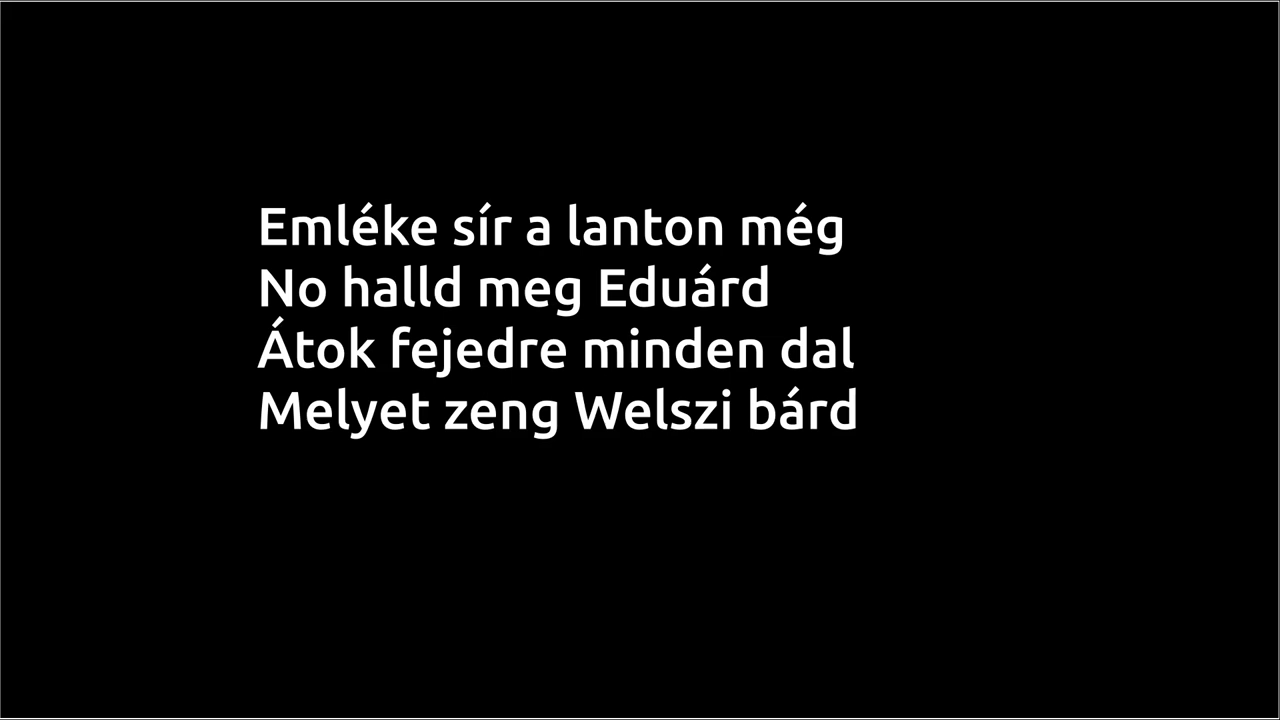 Emléke sír a lanton még
No halld meg Eduárd
Átok fejedre minden dal
Melyet zeng Welszi bárd